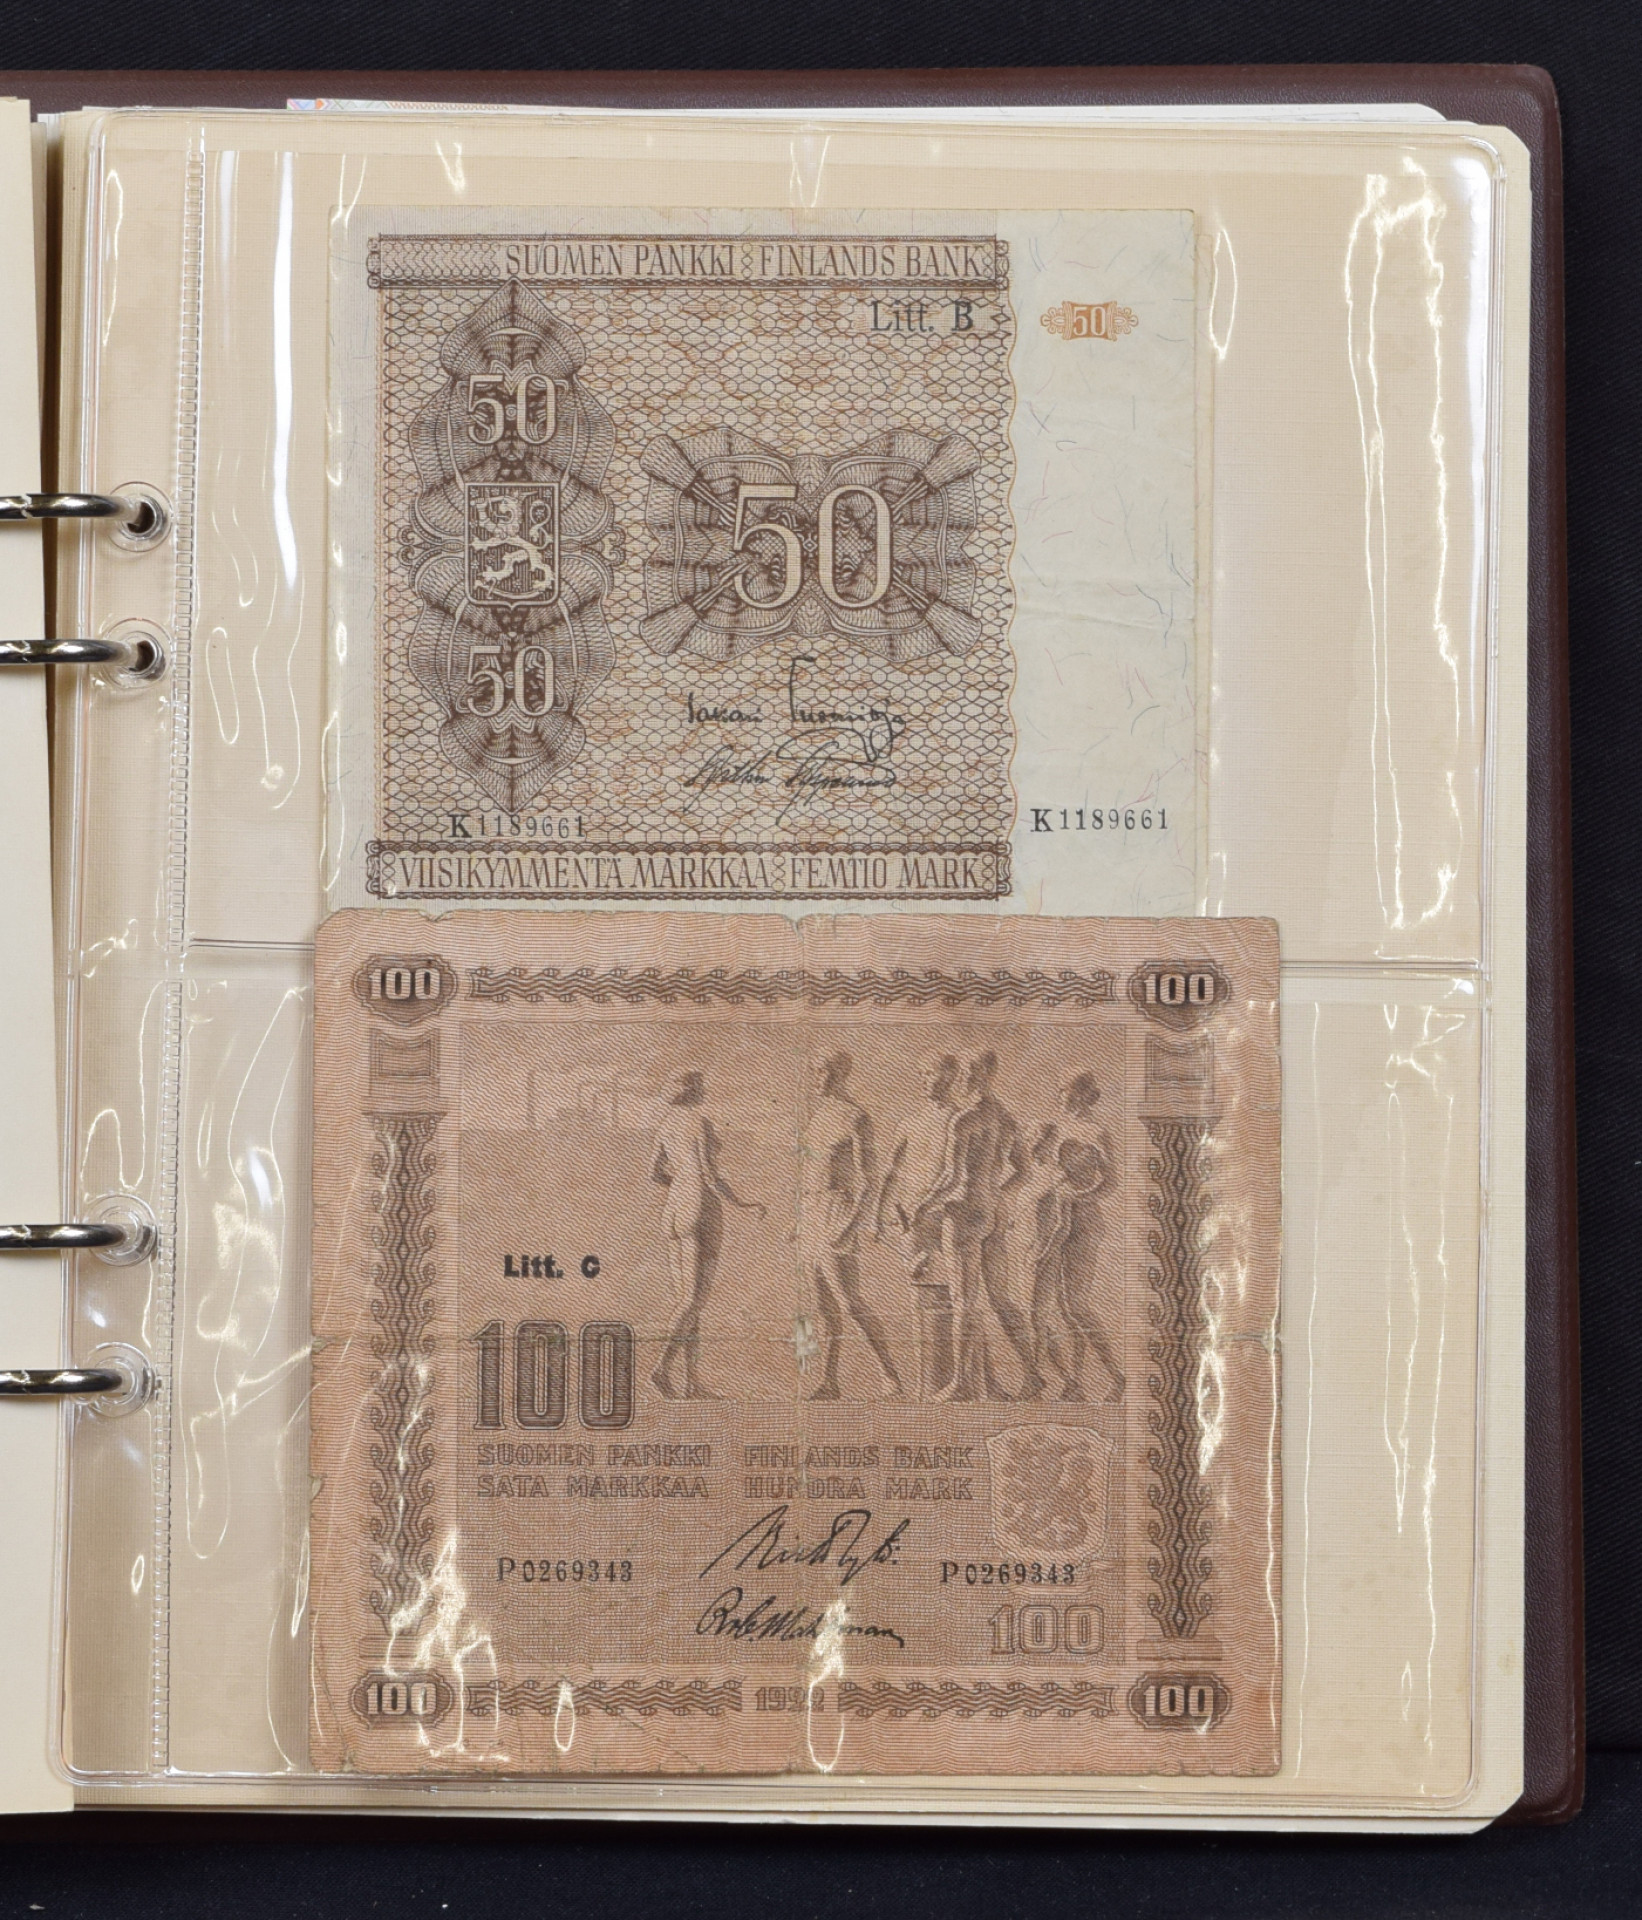 SUOMEN PANKKI FINLANDS BANK
Litt. B
50
50
50
50
K1189661
K1189661
VIISIKYMMENTÄ MARKKAA FEMTIO MARK
100
100
Litt. C
100
SUOMEN PANKKI FINLANDS BANK
SATA MARKKAA HUNDRA MARK
P0269343
P0269343
100
100
1922
100